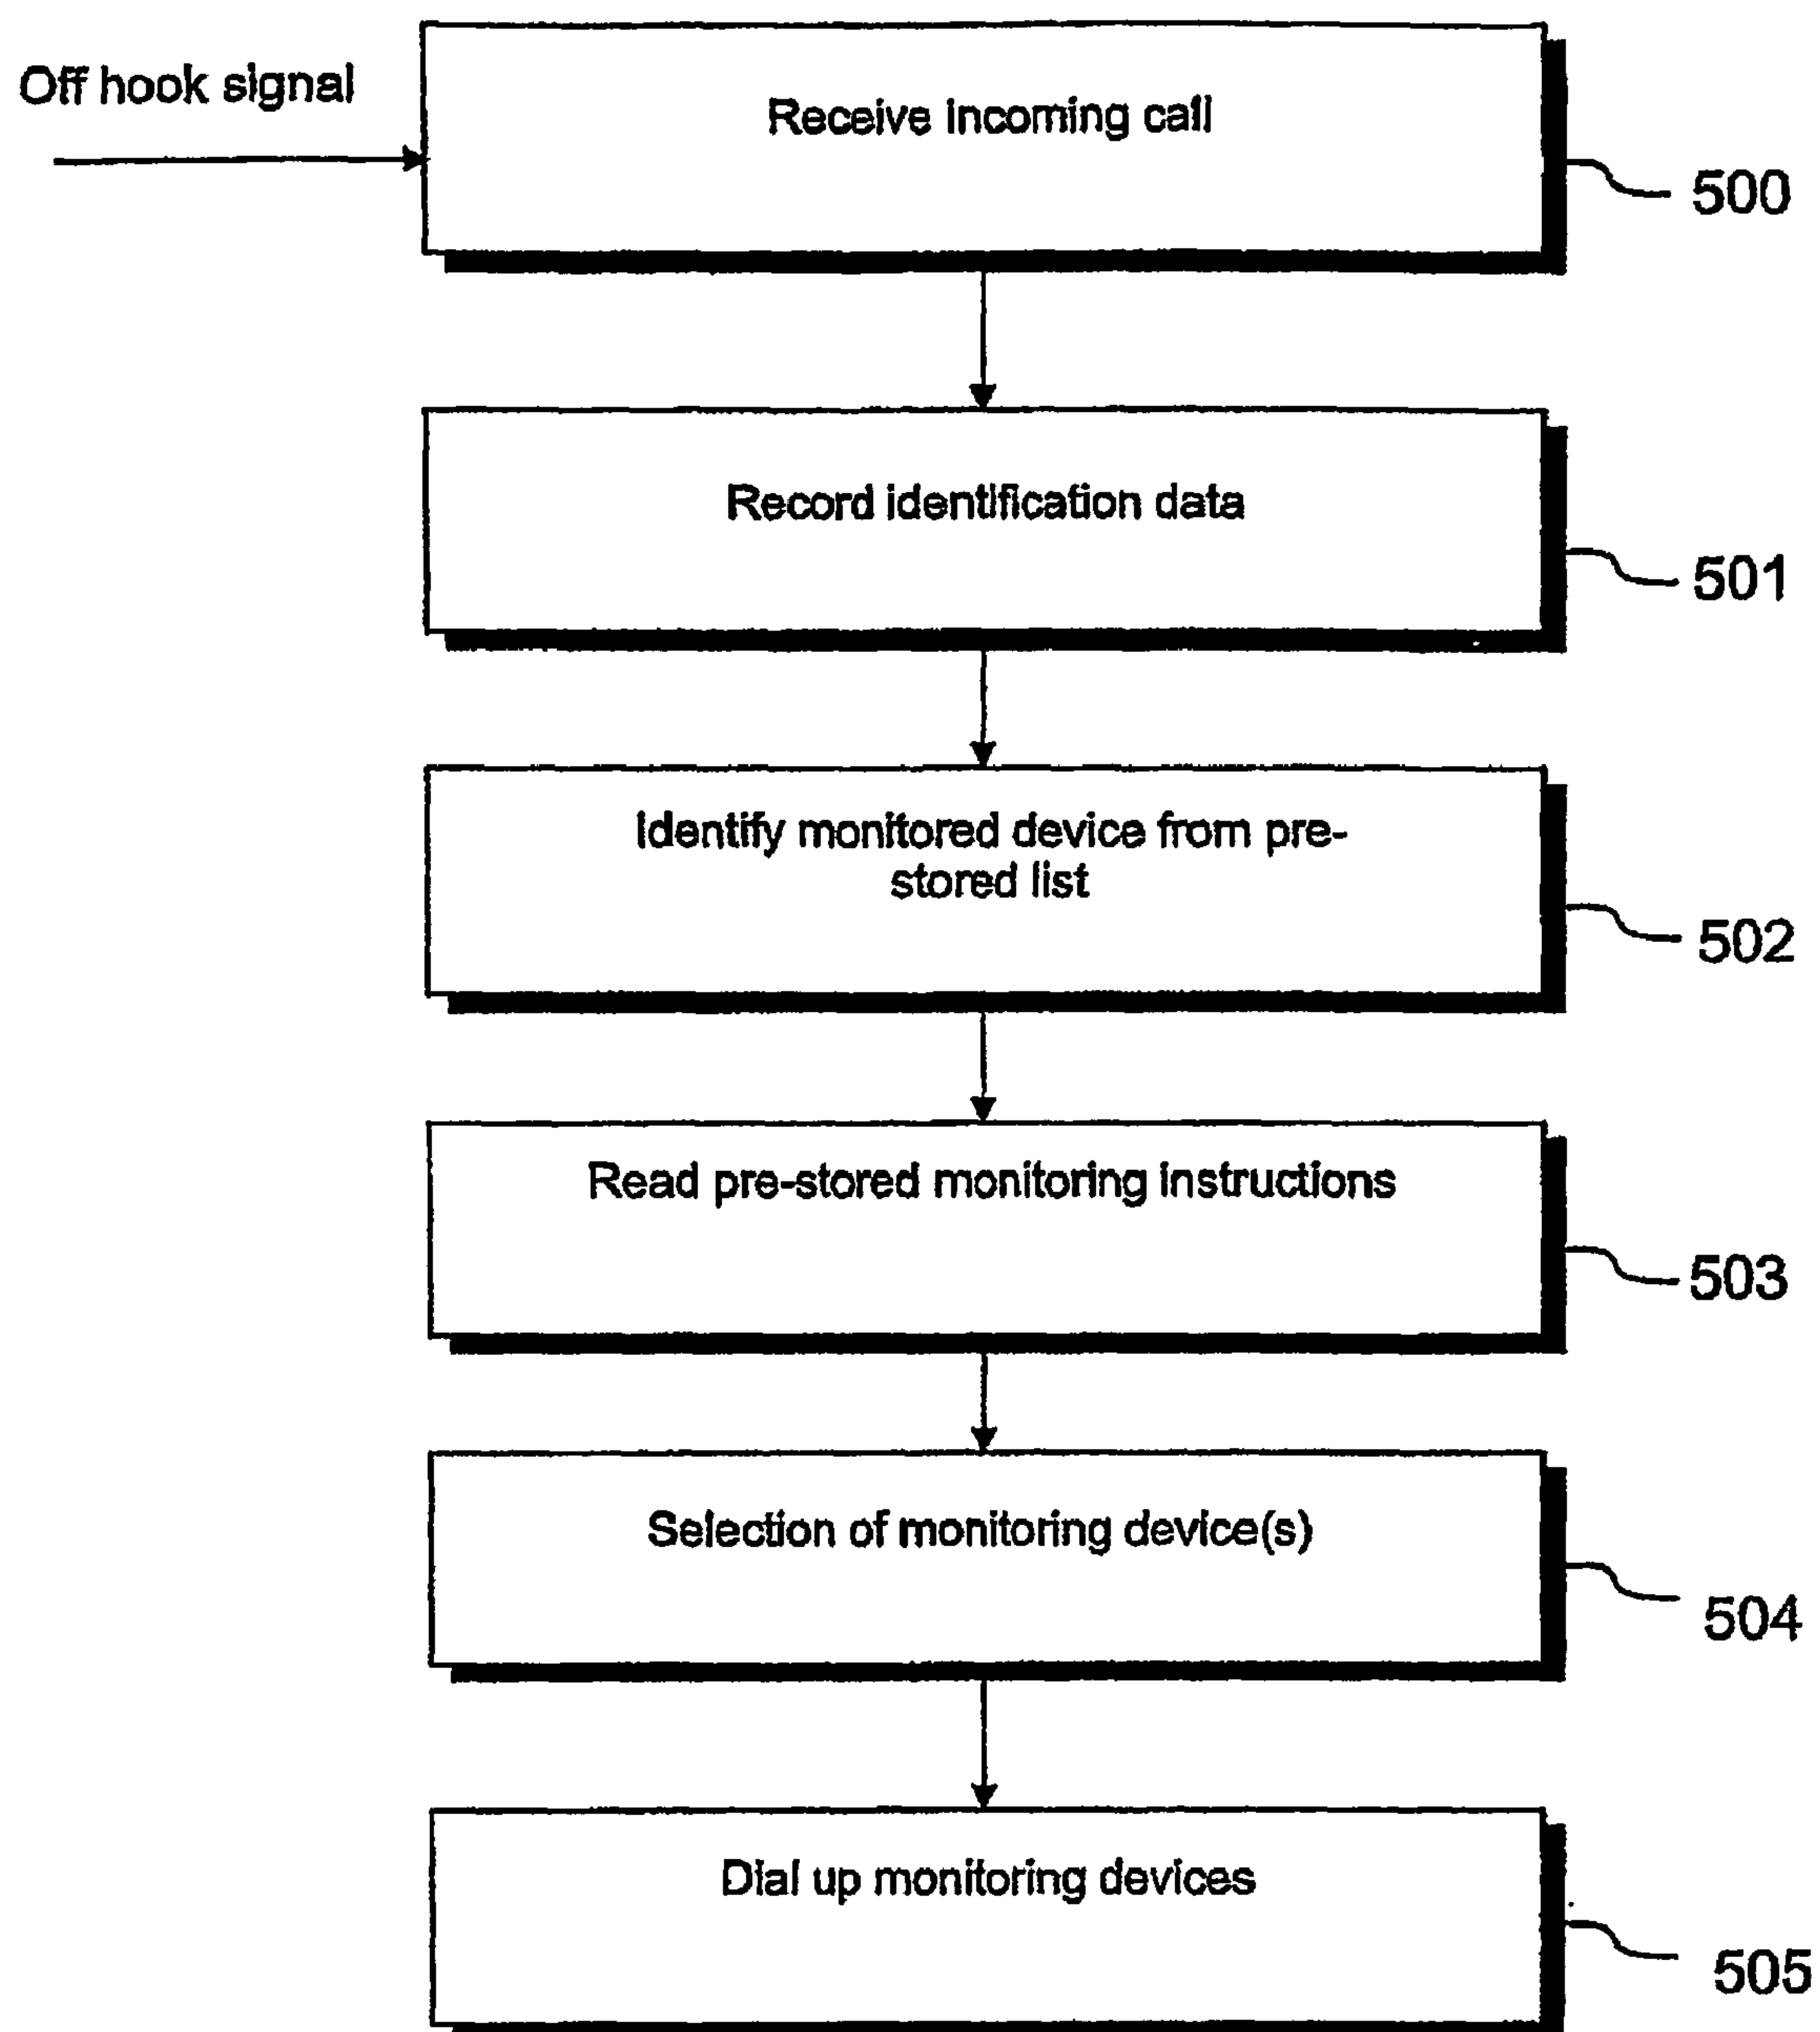 Off hook signal
Receive incoming call
500
Record identification data
501
Identify monitored device from pre-
stored list
502
Read pre-stored monitoring instructions
503
Selection of monitoring device(s)
504
Dial up monitoring devices
505